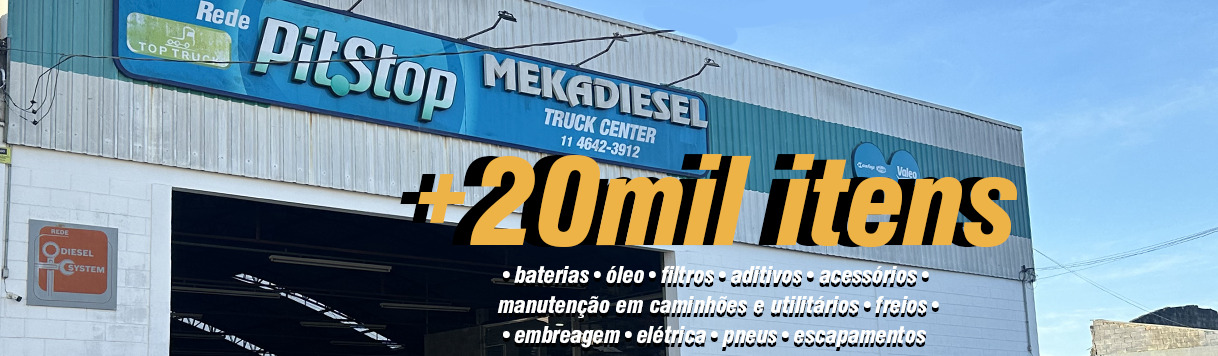 Rede
TOP TRUCK
PitStop
MEKADIESEL
TRUCK CENTER
11 4642-3912
Valeo
+20mil itens
• baterias • óleo • filtros • aditivos • acessórios •
manutenção em caminhões e utilitários • freios •
• embreagem • elétrica • pneus • escapamentos
REDE
DIESEL
SYSTEM